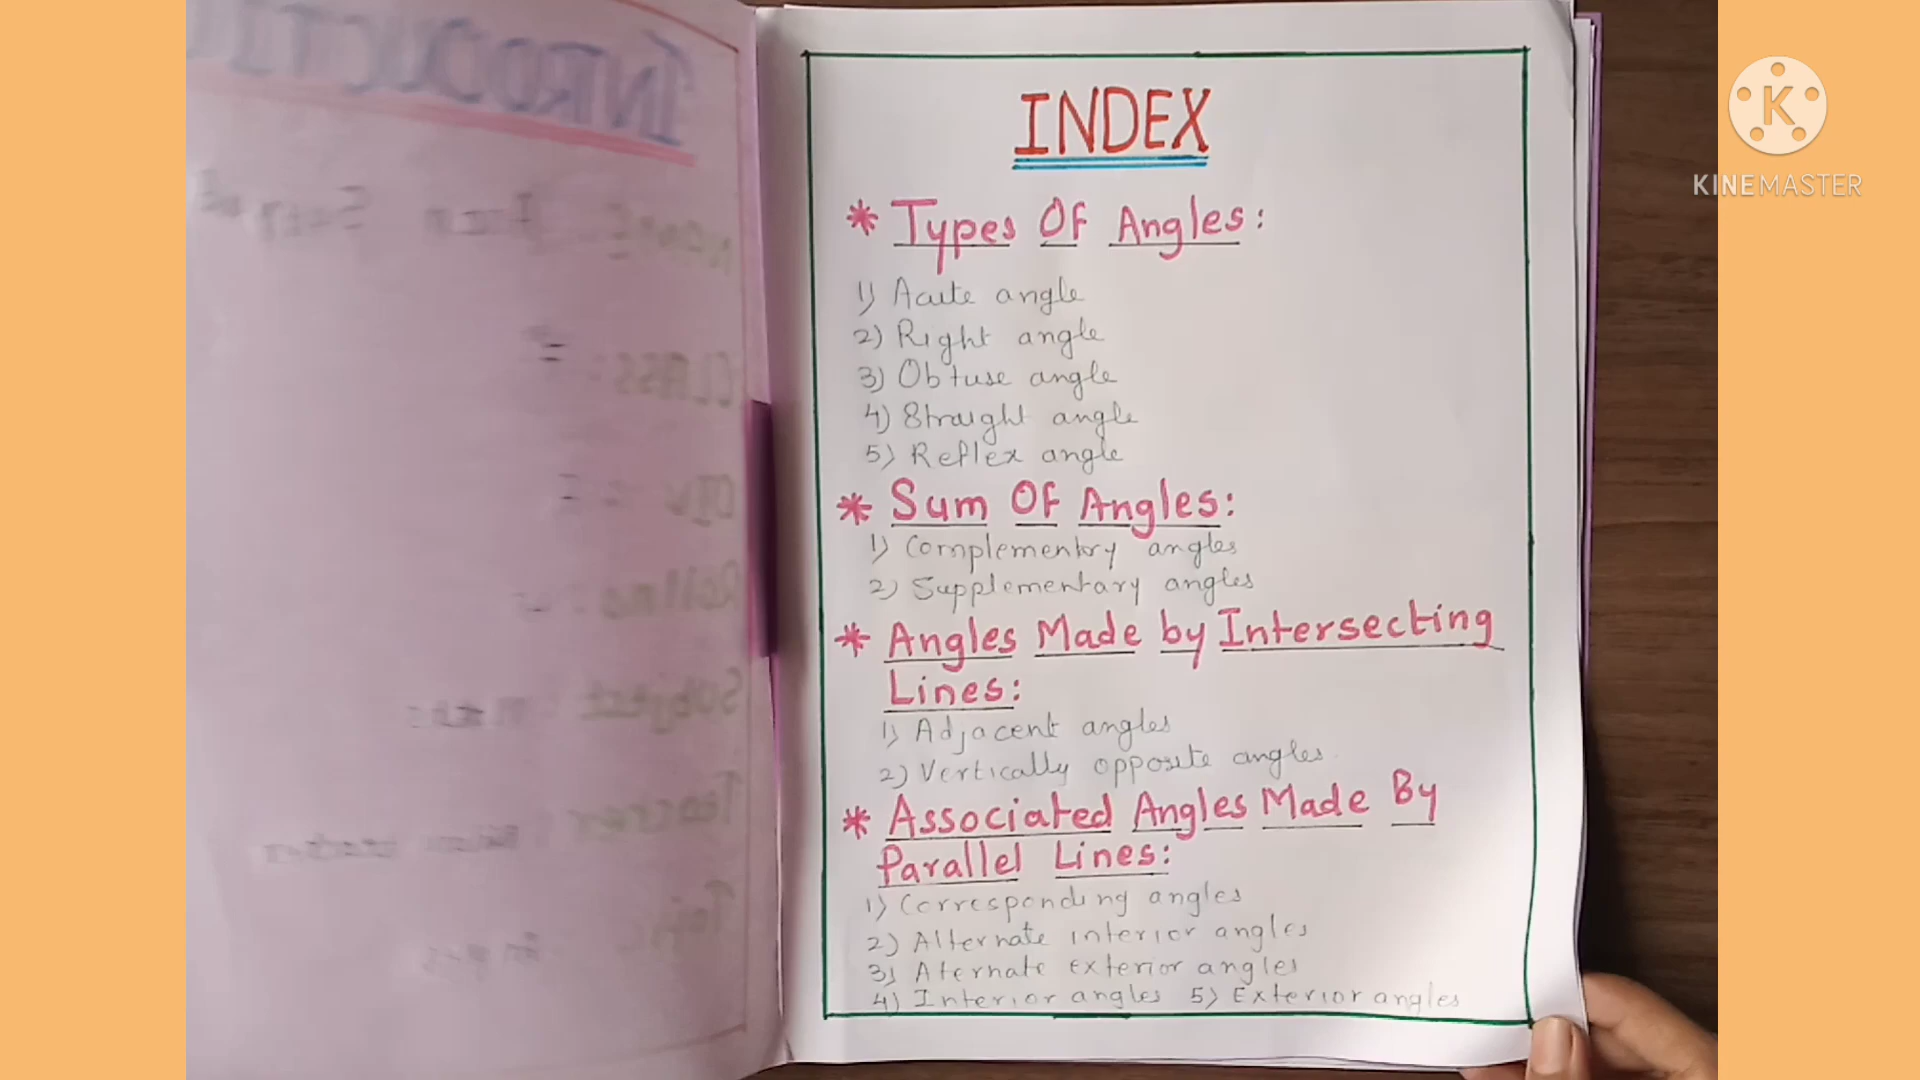 INDEX
* Types Of Angles:
1) Acute angle
2) Right angle
3) Obtuse angle
4) Straight angle
5) Reflex angle
* Sum Of Angles:
1) Complementory angles
2) Supplementary angles
* Angles Made by Intersecting
Lines:
1) Adjacent angles
2) Vertically opposite angles
* Associated Angles Made By
Parallel Lines:
1) Corresponding angles
2) Alternate interior angles
3) Aternate exterior angles
4) Interior angles 5) Exterior angles
K
KINEMASTER